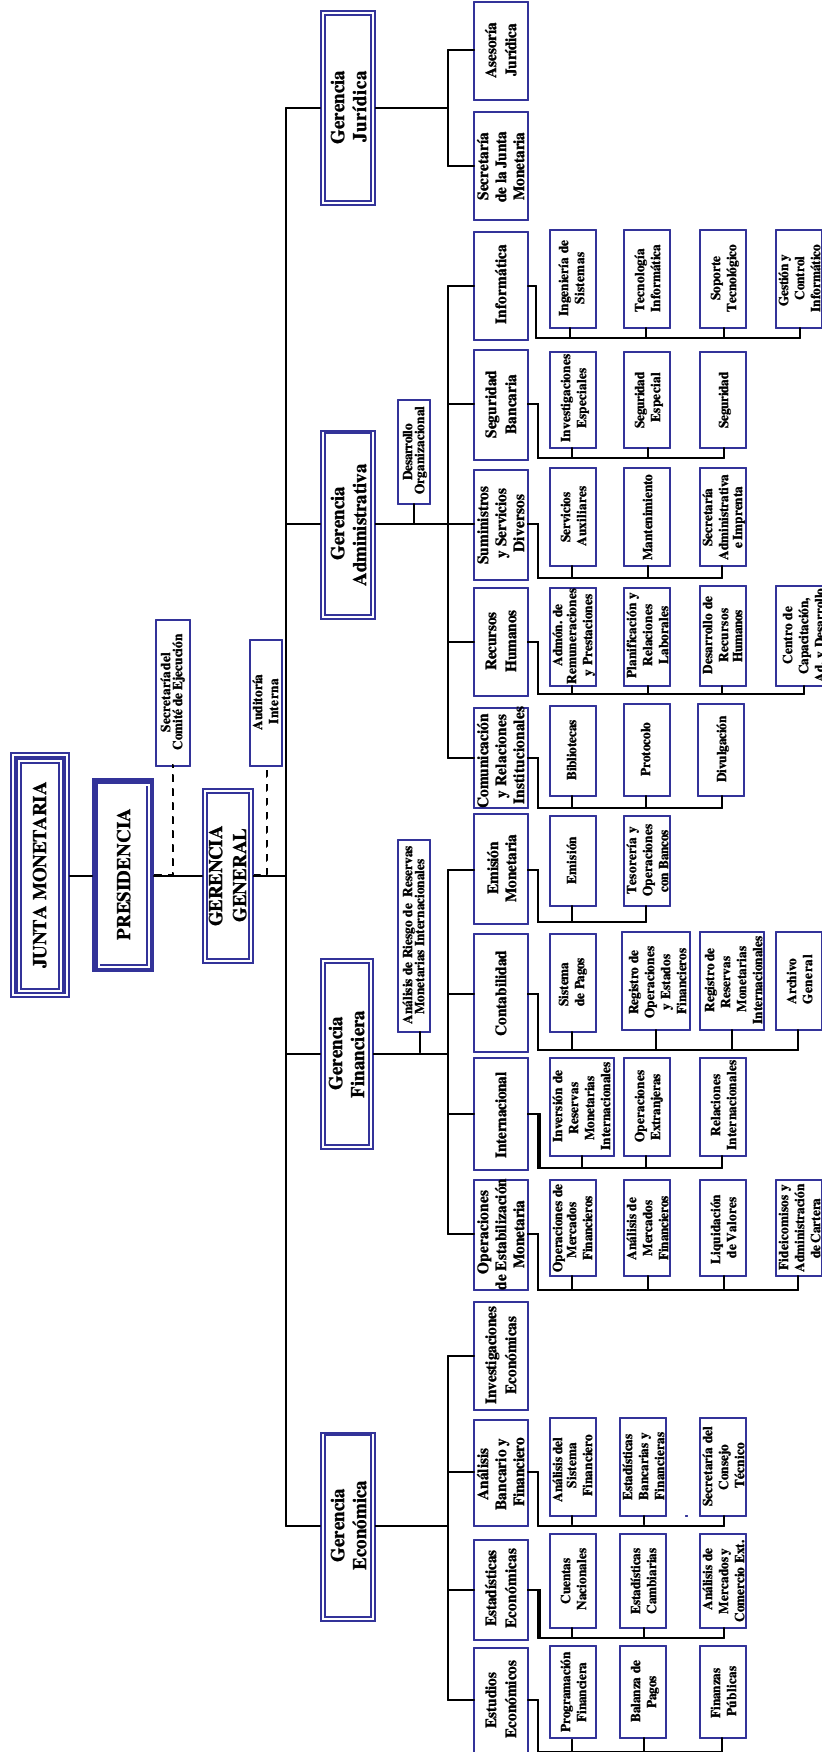 JUNTA MONETARIA
PRESIDENCIA
Secretaría del
Comité de Ejecución
GERENCIA
GENERAL
Auditoría
Interna
Gerencia
Económica
Gerencia
Financiera
Gerencia
Administrativa
Gerencia
Jurídica
Análisis de Riesgo de Reservas
Monetarias Internacionales
Desarrollo
Organizacional
Estudios
Económicos
Estadísticas
Económicas
Análisis
Bancario y
Financiero
Investigaciones
Económicas
Operaciones
de Estabilización
Monetaria
Internacional
Contabilidad
Emisión
Monetaria
Comunicación
y Relaciones
Institucionales
Recursos
Humanos
Suministros
y Servicios
Diversos
Seguridad
Bancaria
Informática
Secretaría
de la Junta
Monetaria
Asesoría
Jurídica
Programación
Financiera
Cuentas
Nacionales
Análisis del
Sistema
Financiero
Operaciones de
Mercados
Financieros
Inversión de
Reservas
Monetarias
Internacionales
Sistema
de Pagos
Emisión
Bibliotecas
Admón. de
Remuneraciones
y Prestaciones
Servicios
Auxiliares
Investigaciones
Especiales
Ingeniería de
Sistemas
Balanza de
Pagos
Estadísticas
Cambiarias
Estadísticas
Bancarias y
Financieras
Análisis de
Mercados
Financieros
Operaciones
Extranjeras
Registro de
Operaciones
y Estados
Financieros
Tesorería y
Operaciones
con Bancos
Protocolo
Planificación y
Relaciones
Laborales
Mantenimiento
Seguridad
Especial
Tecnología
Informática
Finanzas
Públicas
Análisis de
Mercados y
Comercio Ext.
Secretaría del
Consejo
Técnico
Liquidación
de Valores
Relaciones
Internacionales
Registro de
Reservas
Monetarias
Internacionales
Divulgación
Desarrollo de
Recursos
Humanos
Secretaría
Administrativa
e Imprenta
Seguridad
Soporte
Tecnológico
Fideicomisos y
Administración
de Cartera
Archivo
General
Centro de
Capacitación,
Ad. y Desarrollo
Gestión y
Control
Informático